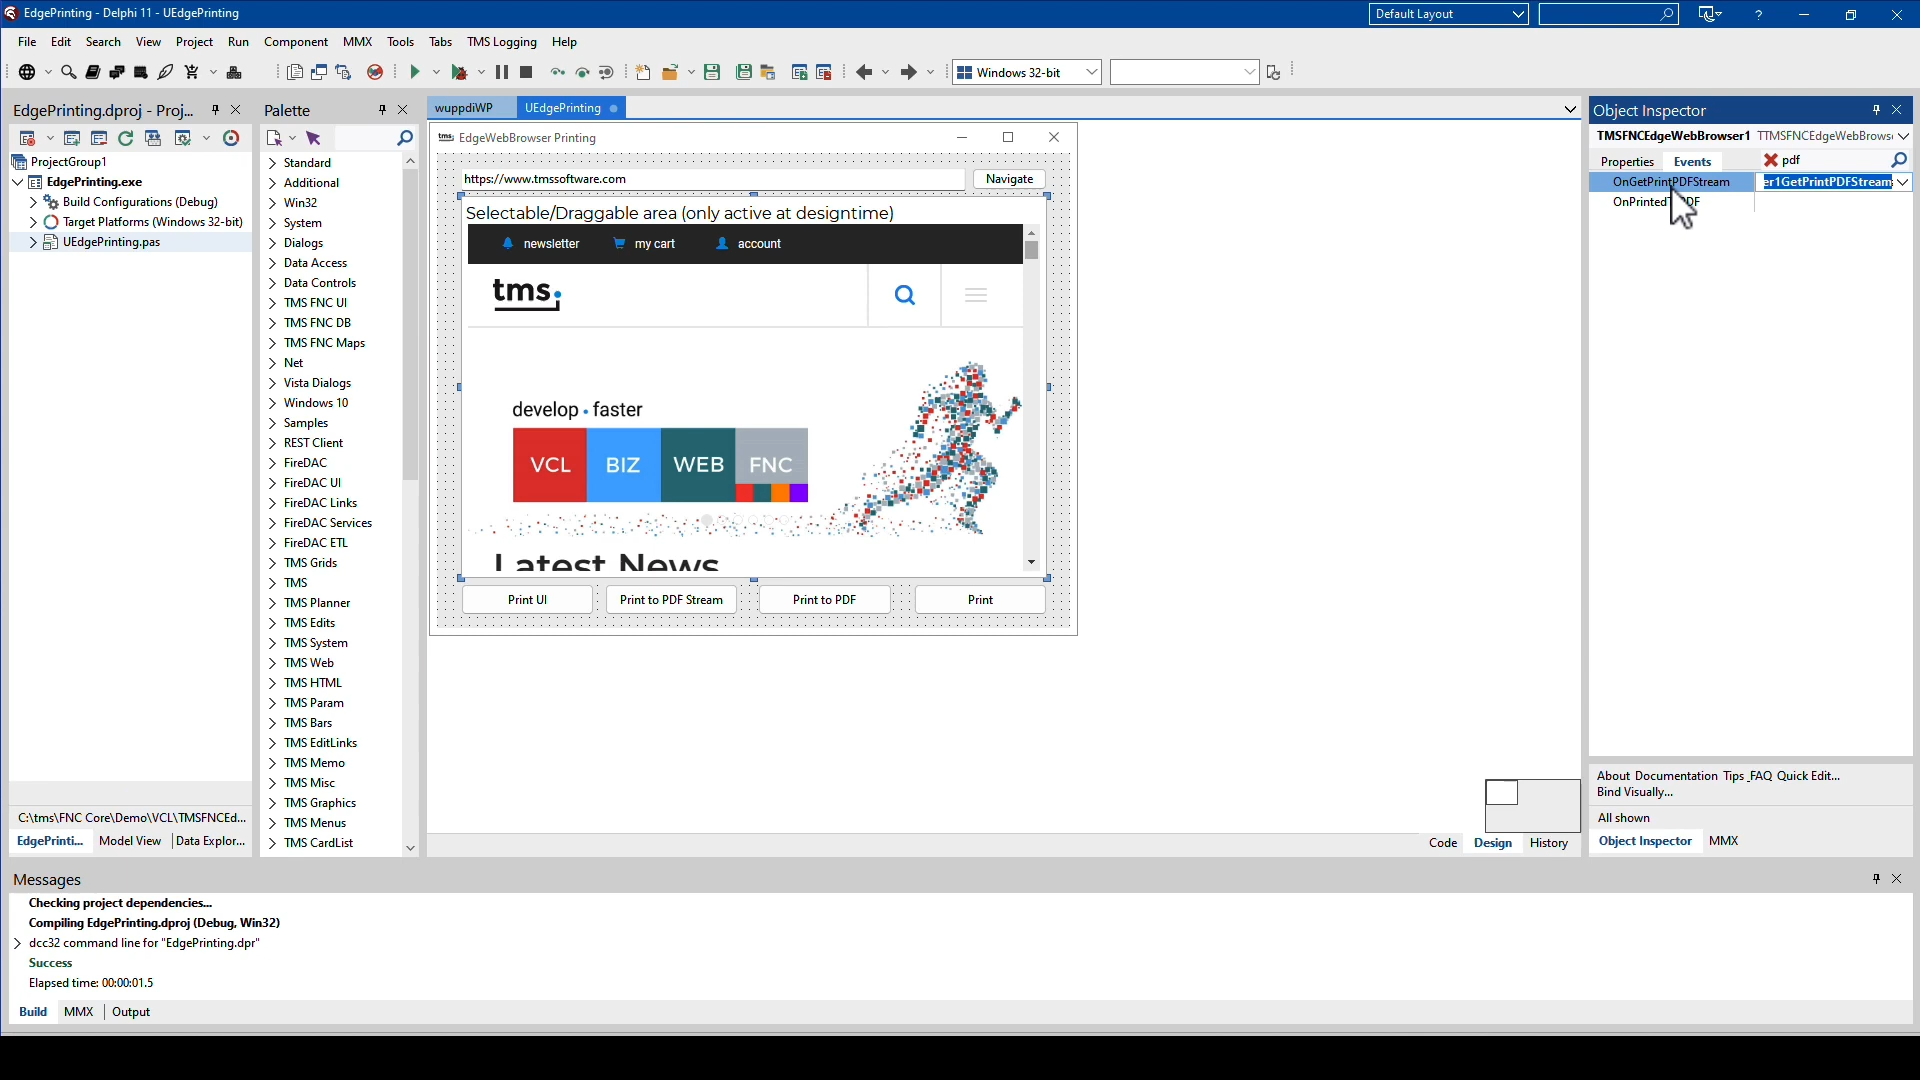 EdgePrinting - Delphi 11 - UEdgePrinting
Default Layout
File Edit Search View Project Run Component MMX Tools Tabs TMS Logging Help
Windows 32-bit
EdgePrinting.dproj - Proj...
ProjectGroup1
EdgePrinting.exe
Build Configurations (Debug)
Target Platforms (Windows 32-bit)
UEdgePrinting.pas
C:\tms\FNC Core\Demo\VCL\TMSFNCEd...
EdgePrinti... Model View Data Explor...
Palette
Standard
Additional
Win32
System
Dialogs
Data Access
Data Controls
TMS FNC UI
TMS FNC DB
TMS FNC Maps
Net
Vista Dialogs
Windows 10
Samples
REST Client
FireDAC
FireDAC UI
FireDAC Links
FireDAC Services
FireDAC ETL
TMS Grids
TMS
TMS Planner
TMS Edits
TMS System
TMS Web
TMS HTML
TMS Param
TMS Bars
TMS EditLinks
TMS Memo
TMS Misc
TMS Graphics
TMS Menus
TMS CardList
wuppdiWP UEdgePrinting
tms EdgeWebBrowser Printing
https://www.tmssoftware.com Navigate
Selectable/Draggable area (only active at designtime)
newsletter my cart account
tms.
develop • faster
VCL BIZ WEB FNC
Latest News
Print UI Print to PDF Stream Print to PDF Print
Code Design History
Object Inspector
TMSFNCEdgeWebBrowser1 TTMSFNCEdgeWebBrows
Properties Events pdf
OnGetPrintPDFStream er1GetPrintPDFStream
OnPrinted PDF
About Documentation Tips FAQ Quick Edit...
Bind Visually...
All shown
Object Inspector MMX
Messages
Checking project dependencies...
Compiling EdgePrinting.dproj (Debug, Win32)
dcc32 command line for "EdgePrinting.dpr"
Success
Elapsed time: 00:00:01.5
Build MMX Output